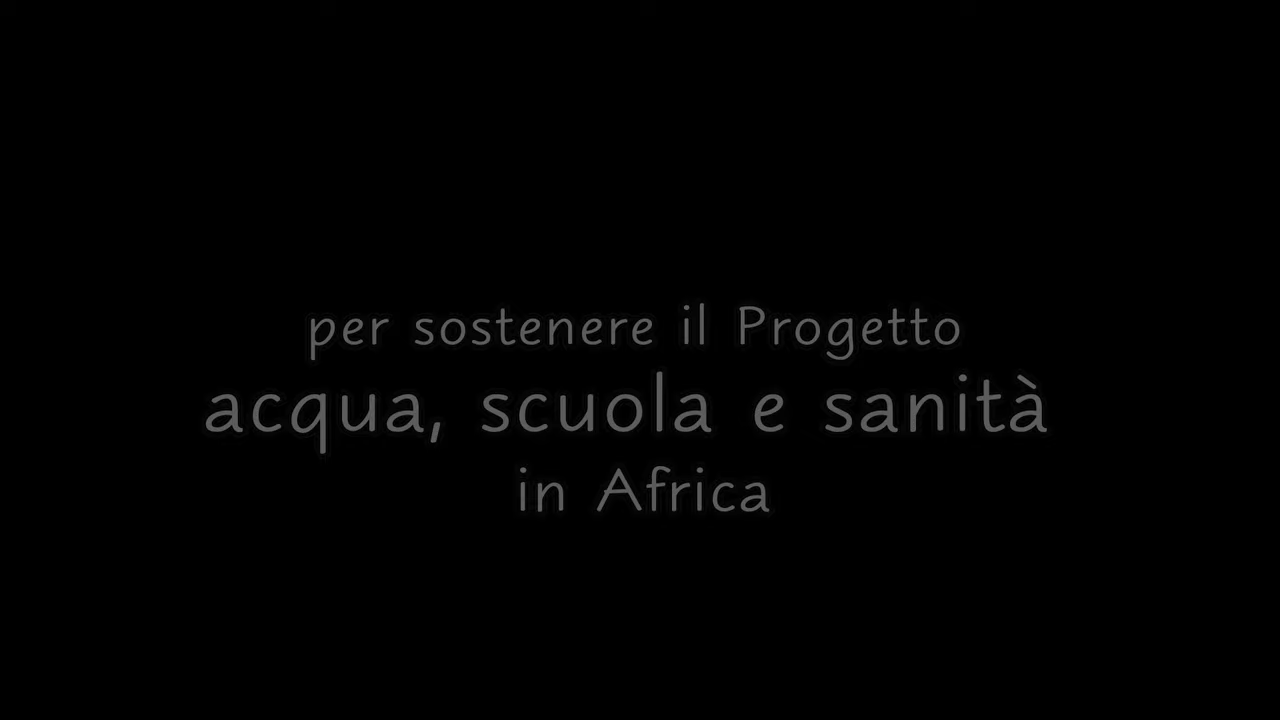 per sostenere il Progetto
acqua, scuola e sanità
in Africa